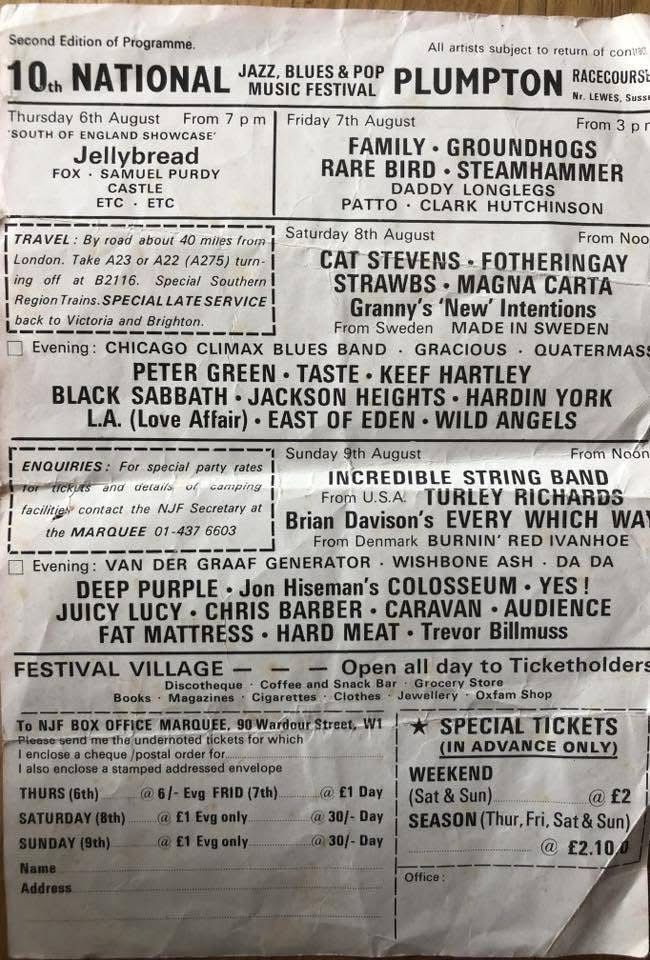 Second Edition of Programme.
All artists subject to return of contract
10th NATIONAL JAZZ, BLUES & POP MUSIC FESTIVAL PLUMPTON RACECOURSE
Nr. LEWES, Susse
Thursday 6th August From 7 p m
'SOUTH OF ENGLAND SHOWCASE'
Jellybread
FOX · SAMUEL PURDY
CASTLE
ETC · ETC
Friday 7th August From 3 p m
FAMILY • GROUNDHOGS
RARE BIRD • STEAMHAMMER
DADDY LONGLEGS
PATTO · CLARK HUTCHINSON
TRAVEL: By road about 40 miles from
London. Take A23 or A22 (A275) turn-
ing off at B2116. Special Southern
Region Trains. SPECIAL LATE SERVICE
back to Victoria and Brighton.
Saturday 8th August From Noo
CAT STEVENS • FOTHERINGAY
STRAWBS • MAGNA CARTA
Granny's 'New' Intentions
From Sweden MADE IN SWEDEN
Evening: CHICAGO CLIMAX BLUES BAND · GRACIOUS · QUATERMASS
PETER GREEN • TASTE • KEEF HARTLEY
BLACK SABBATH • JACKSON HEIGHTS • HARDIN YORK
L.A. (Love Affair) • EAST OF EDEN • WILD ANGELS
ENQUIRIES: For special party rates
for tickets and details of camping
facilities contact the NJF Secretary at
the MARQUEE 01-437 6603
Sunday 9th August From Noon
INCREDIBLE STRING BAND
From U.S.A. TURLEY RICHARDS
Brian Davison's EVERY WHICH WAY
From Denmark BURNIN' RED IVANHOE
Evening: VAN DER GRAAF GENERATOR · WISHBONE ASH · DA DA
DEEP PURPLE • Jon Hiseman's COLOSSEUM • YES!
JUICY LUCY • CHRIS BARBER • CARAVAN • AUDIENCE
FAT MATTRESS • HARD MEAT • Trevor Billmuss
FESTIVAL VILLAGE — — — Open all day to Ticketholders
Discotheque · Coffee and Snack Bar · Grocery Store
Books · Magazines · Cigarettes · Clothes · Jewellery · Oxfam Shop
To NJF BOX OFFICE MARQUEE, 90 Wardour Street, W1
Please send me the undernoted tickets for which
I enclose a cheque/postal order for
I also enclose a stamped addressed envelope
THURS (6th) @ 6/- Evg FRID (7th) @ £1 Day
SATURDAY (8th) @ £1 Evg only @ 30/- Day
SUNDAY (9th) @ £1 Evg only @ 30/- Day
Name
Address
★ SPECIAL TICKETS
(IN ADVANCE ONLY)
WEEKEND
(Sat & Sun) @ £2
SEASON (Thur, Fri, Sat & Sun)
@ £2.10 0
Office: